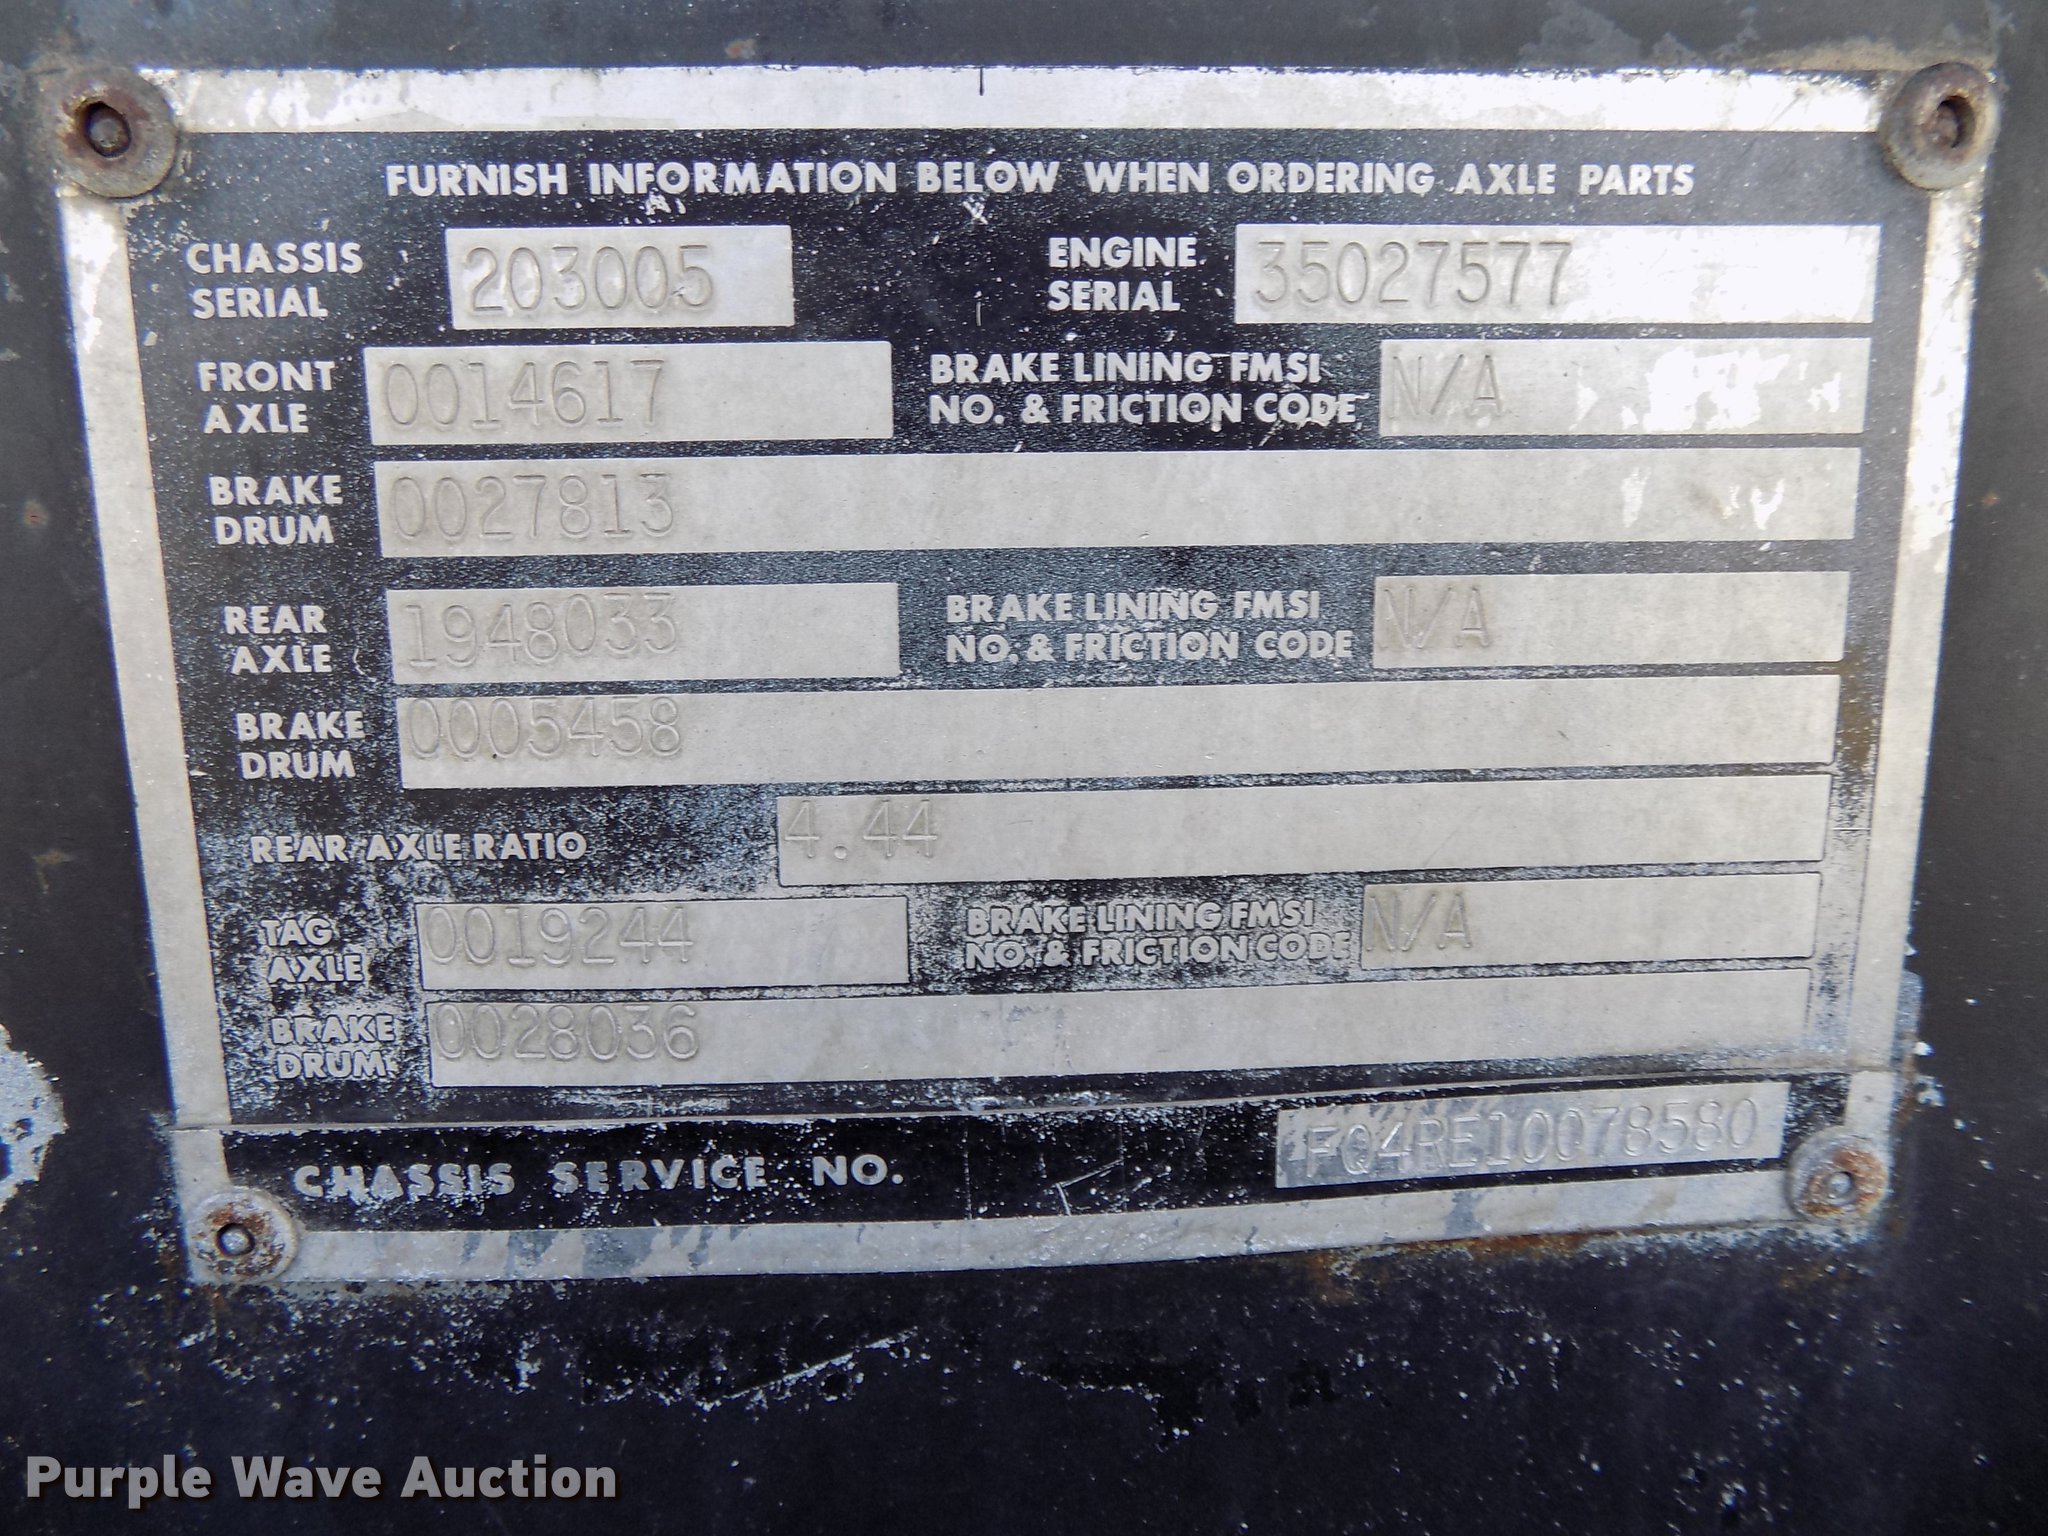 FURNISH INFORMATION BELOW WHEN ORDERING AXLE PARTS
CHASSIS SERIAL 203005 ENGINE SERIAL 35027577
FRONT AXLE 0014617 BRAKE LINING FMSI NO. & FRICTION CODE N/A
BRAKE DRUM 0027813
REAR AXLE 1948033 BRAKE LINING FMSI NO. & FRICTION CODE N/A
BRAKE DRUM 0005458
REAR AXLE RATIO 4.44
TAG AXLE 0019244 BRAKE LINING FMSI NO. & FRICTION CODE N/A
BRAKE DRUM 0028036
CHASSIS SERVICE NO. FQ4RE10078580
Purple Wave Auction